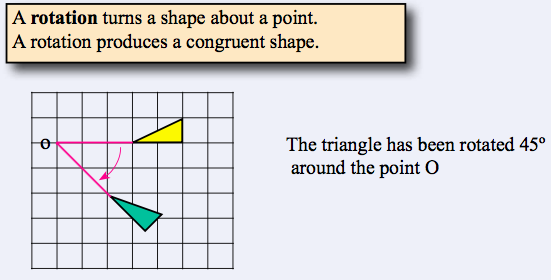 A rotation turns a shape about a point.
A rotation produces a congruent shape.
O
The triangle has been rotated 45º
around the point O